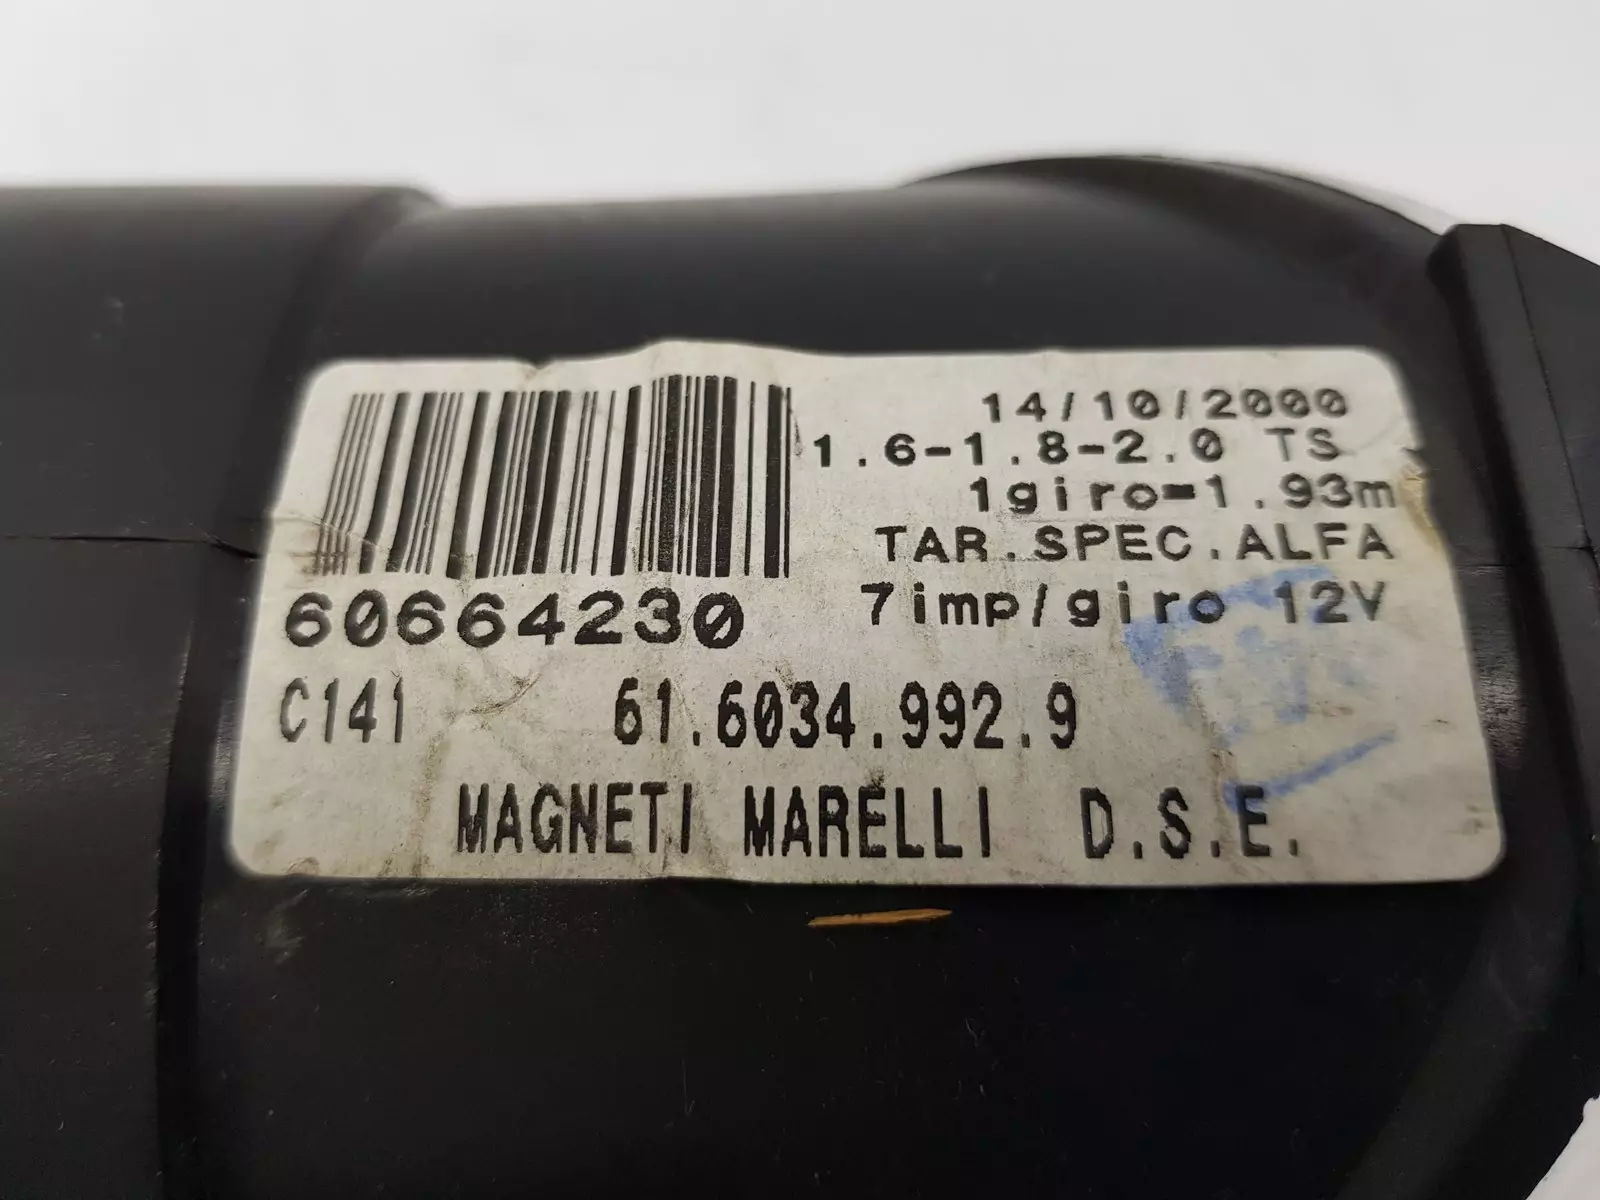 14/10/2000
1.6-1.8-2.0 TS
1giro=1.93m
TAR.SPEC.ALFA
60664230 7imp/giro 12V
C141 61.6034.992.9
MAGNETI MARELLI D.S.E.